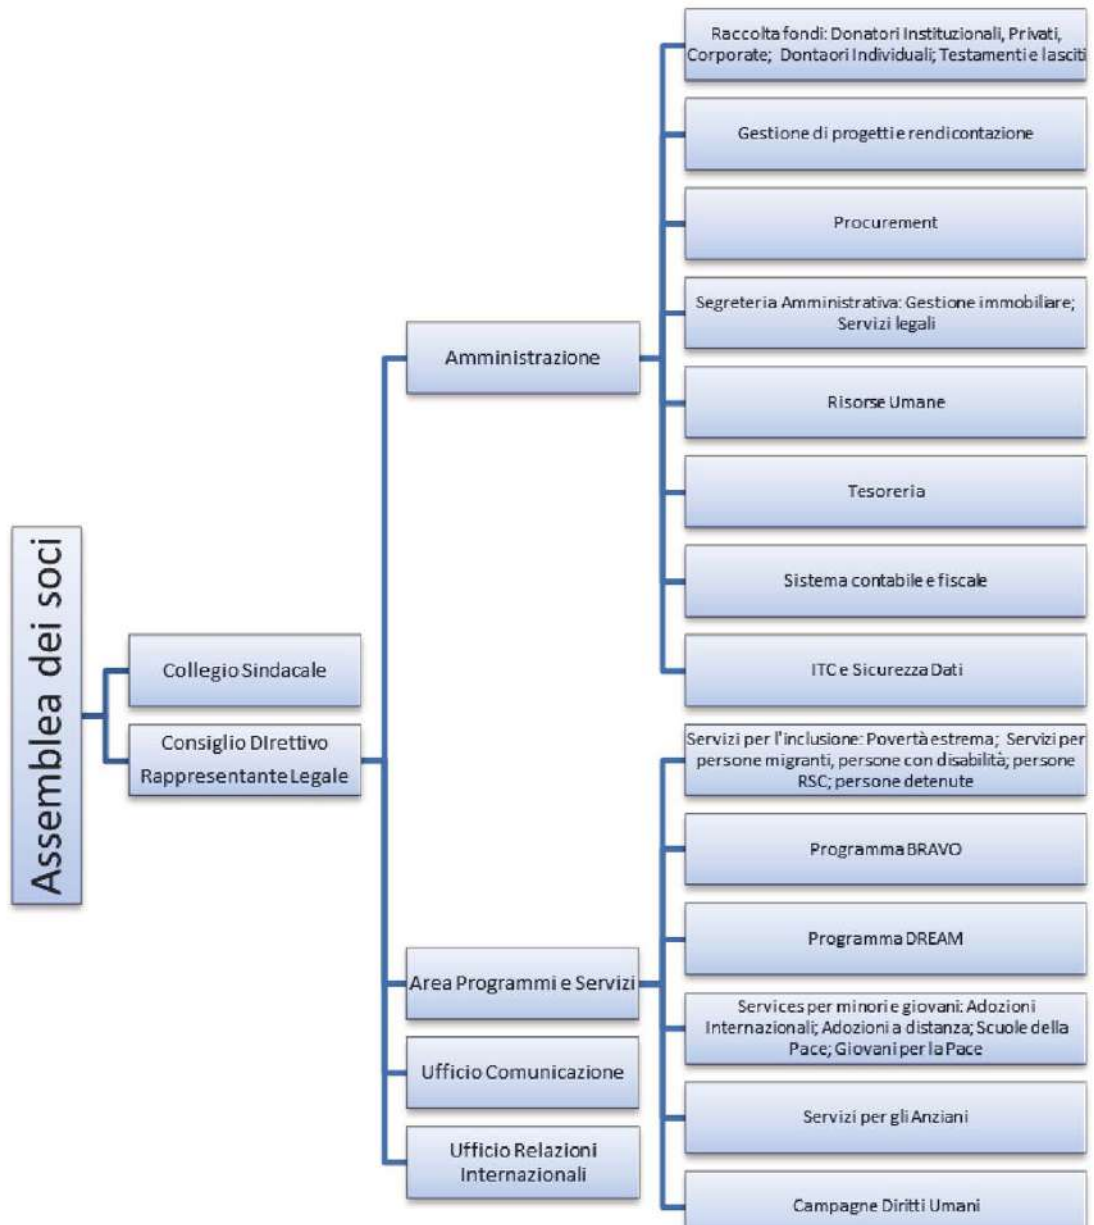 Assemblea dei soci
Collegio Sindacale
Consiglio DIrettivo
Rappresentante Legale
Amministrazione
Raccolta fondi: Donatori Instituzionali, Privati,
Corporate; Dontaori Individuali; Testamenti e lasciti
Gestione di progetti e rendicontazione
Procurement
Segreteria Amministrativa: Gestione immobiliare;
Servizi legali
Risorse Umane
Tesoreria
Sistema contabile e fiscale
ITC e Sicurezza Dati
Area Programmi e Servizi
Servizi per l'inclusione: Povertà estrema; Servizi per
persone migranti, persone con disabilità; persone
RSC; persone detenute
Programma BRAVO
Programma DREAM
Services per minori e giovani: Adozioni
Internazionali; Adozioni a distanza; Scuole della
Pace; Giovani per la Pace
Servizi per gli Anziani
Campagne Diritti Umani
Ufficio Comunicazione
Ufficio Relazioni
Internazionali